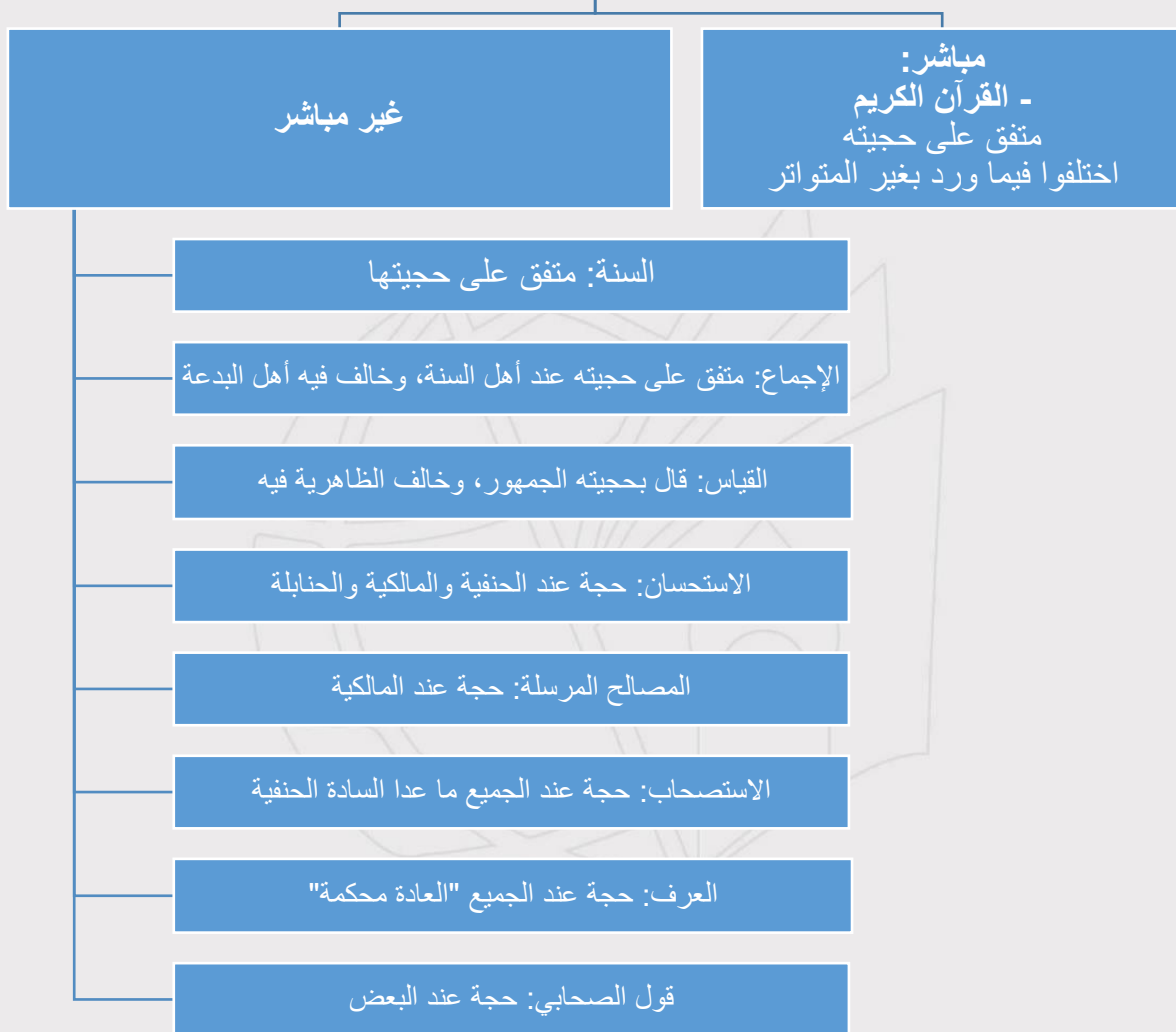 مباشر:
- القرآن الكريم
متفق على حجيته
اختلفوا فيما ورد بغير المتواتر
غير مباشر
السنة: متفق على حجيتها
الإجماع: متفق على حجيته عند أهل السنة، وخالف فيه أهل البدعة
القياس: قال بحجيته الجمهور، وخالف الظاهرية فيه
الاستحسان: حجة عند الحنفية والمالكية والحنابلة
المصالح المرسلة: حجة عند المالكية
الاستصحاب: حجة عند الجميع ما عدا السادة الحنفية
العرف: حجة عند الجميع "العادة محكمة"
قول الصحابي: حجة عند البعض